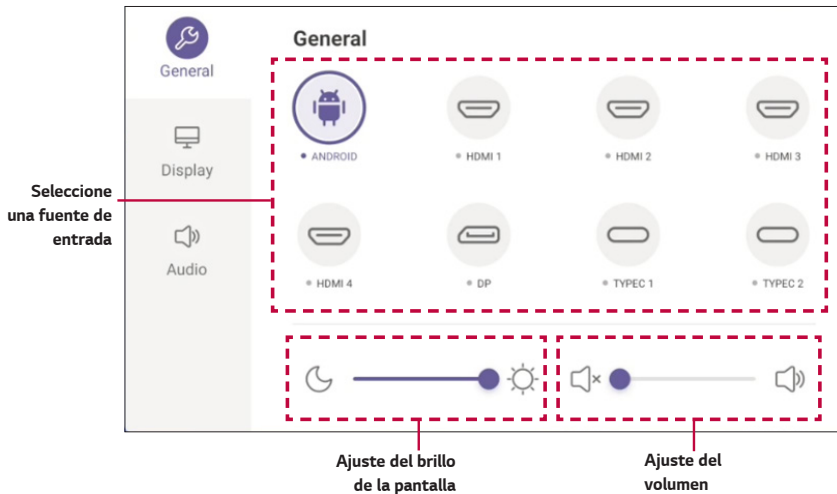 General
General
Display
Audio
ANDROID
HDMI 1
HDMI 2
HDMI 3
HDMI 4
DP
TYPEC 1
TYPEC 2
Seleccione
una fuente de
entrada
Ajuste del brillo
de la pantalla
Ajuste del
volumen